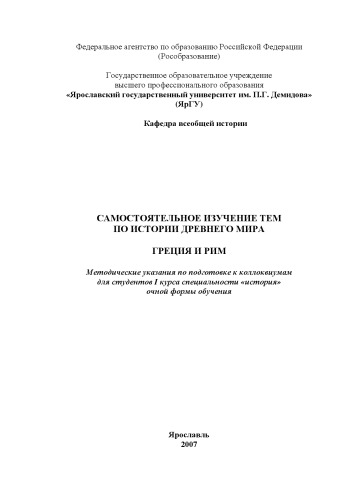 Федеральное агентство по образованию Российской Федерации
(Рособразование)
Государственное образовательное учреждение
высшего профессионального образования
«Ярославский государственный университет им. П.Г. Демидова»
(ЯрГУ)
Кафедра всеобщей истории
САМОСТОЯТЕЛЬНОЕ ИЗУЧЕНИЕ ТЕМ
ПО ИСТОРИИ ДРЕВНЕГО МИРА
ГРЕЦИЯ И РИМ
Методические указания по подготовке к коллоквиумам
для студентов I курса специальности «история»
очной формы обучения
Ярославль
2007